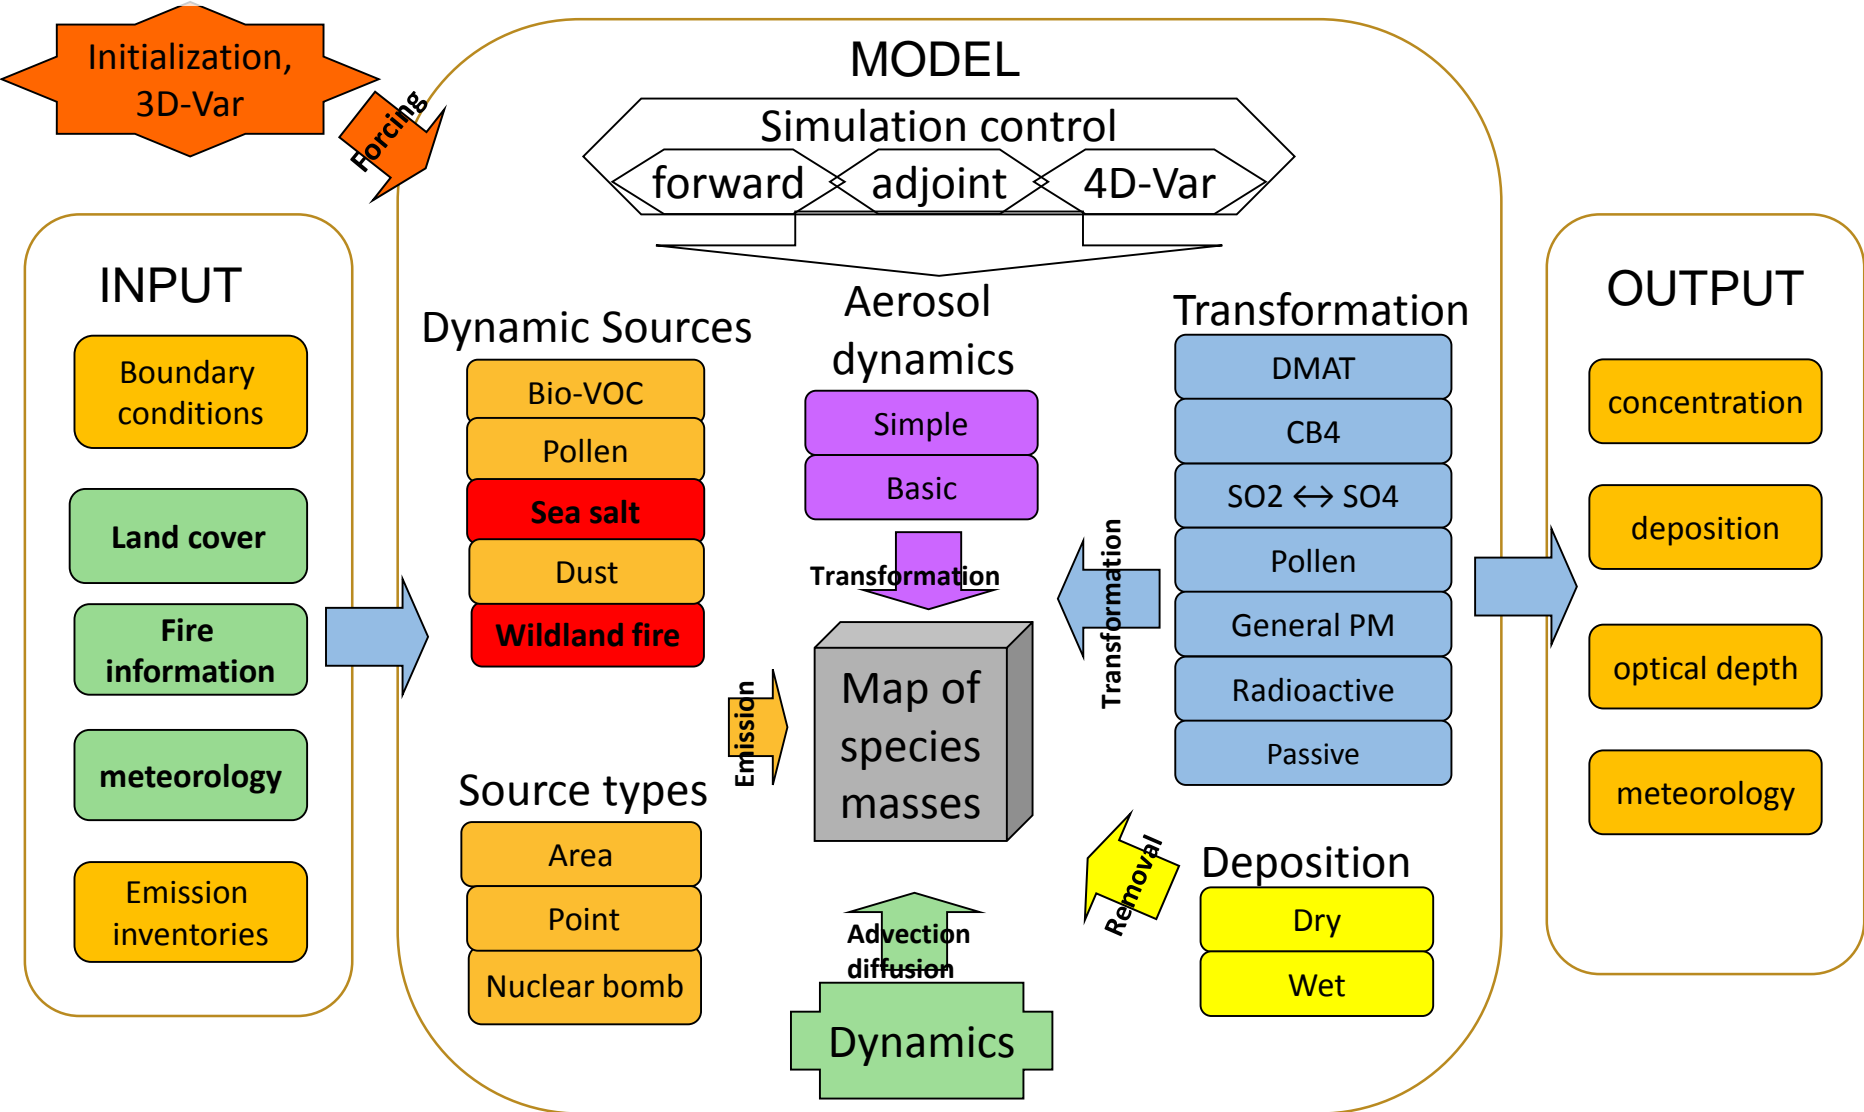 Initialization,
3D-Var
Forcing
INPUT
Boundary
conditions
Land cover
Fire
information
meteorology
Emission
inventories
MODEL
Simulation control
forward
adjoint
4D-Var
Dynamic Sources
Bio-VOC
Pollen
Sea salt
Dust
Wildland fire
Source types
Area
Point
Nuclear bomb
Emission
Aerosol
dynamics
Simple
Basic
Transformation
Map of
species
masses
Advection
diffusion
Dynamics
Transformation
DMAT
CB4
SO2 ↔ SO4
Pollen
General PM
Radioactive
Passive
Transformation
Removal
Deposition
Dry
Wet
OUTPUT
concentration
deposition
optical depth
meteorology